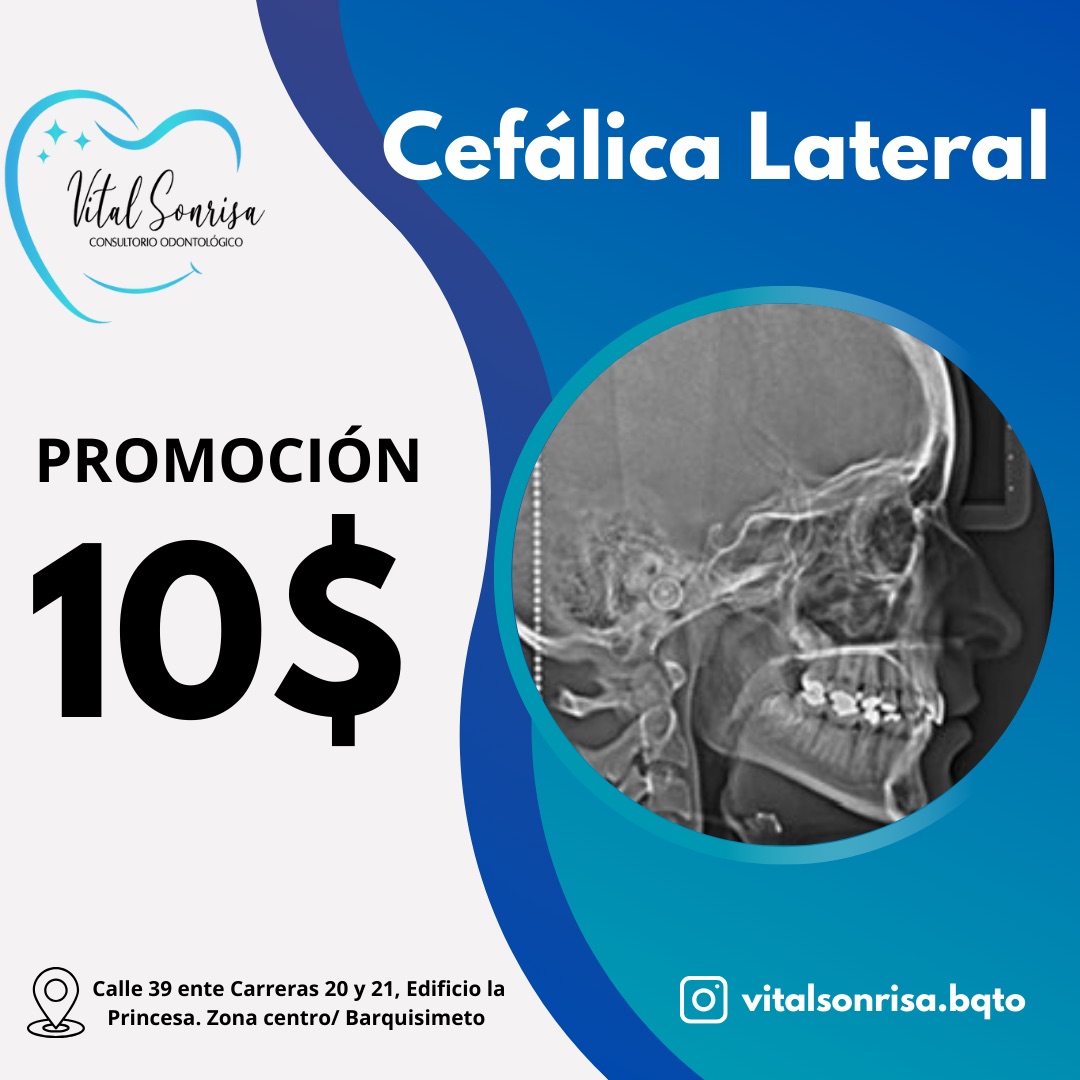 Vital Sonrisa
CONSULTORIO ODONTOLÓGICO
Cefálica Lateral
PROMOCIÓN
10$
Calle 39 ente Carreras 20 y 21, Edificio la
Princesa. Zona centro/ Barquisimeto
vitalsonrisa.bqto